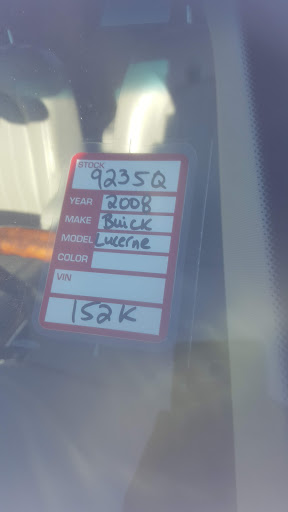 STOCK
9235Q
YEAR 2008
MAKE Buick
MODEL Lucerne
COLOR
VIN
152K